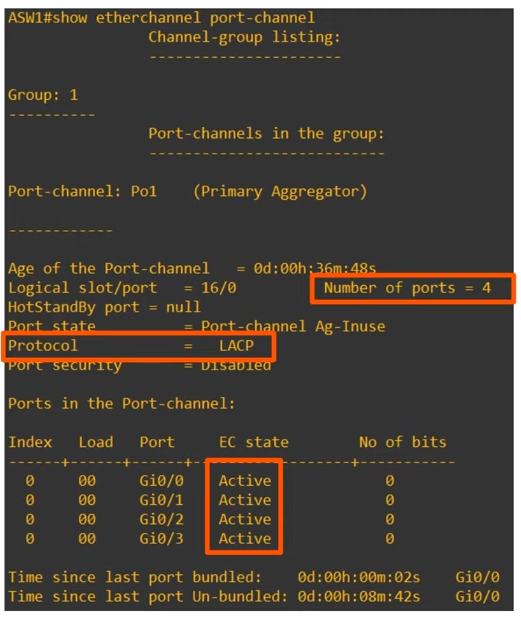 ASW1#show etherchannel port-channel
Channel-group listing:
----------------------
Group: 1
----------
Port-channels in the group:
---------------------------
Port-channel: Po1    (Primary Aggregator)
------------
Age of the Port-channel   = 0d:00h:36m:48s
Logical slot/port   = 16/0          Number of ports = 4
HotStandBy port = null
Port state          = Port-channel Ag-Inuse
Protocol            =   LACP
Port security       = Disabled
Ports in the Port-channel:
Index   Load   Port     EC state        No of bits
------+------+------+------------------+-----------
0     00     Gi0/0    Active             0
0     00     Gi0/1    Active             0
0     00     Gi0/2    Active             0
0     00     Gi0/3    Active             0
Time since last port bundled:    0d:00h:00m:02s    Gi0/0
Time since last port Un-bundled: 0d:00h:08m:42s    Gi0/0